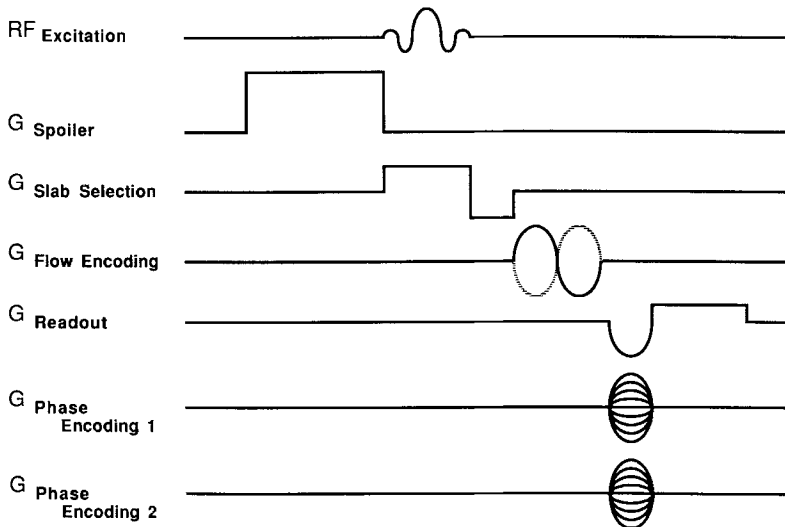 RF Excitation
G Spoiler
G Slab Selection
G Flow Encoding
G Readout
G Phase
Encoding 1
G Phase
Encoding 2